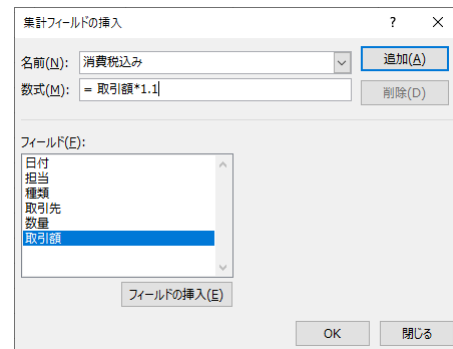 集計フィールドの挿入 ? ×
名前(N): 消費税込み 追加(A)
数式(M): = 取引額*1.1 削除(D)
フィールド(F):
日付
担当
種類
取引先
数量
取引額
フィールドの挿入(E)
OK 閉じる